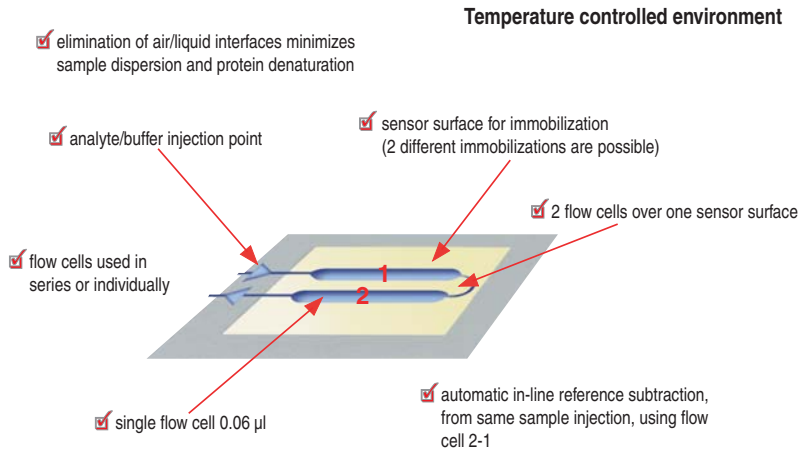 Temperature controlled environment
elimination of air/liquid interfaces minimizes
sample dispersion and protein denaturation
analyte/buffer injection point
sensor surface for immobilization
(2 different immobilizations are possible)
2 flow cells over one sensor surface
flow cells used in
series or individually
1
2
single flow cell 0.06 µl
automatic in-line reference subtraction,
from same sample injection, using flow
cell 2-1